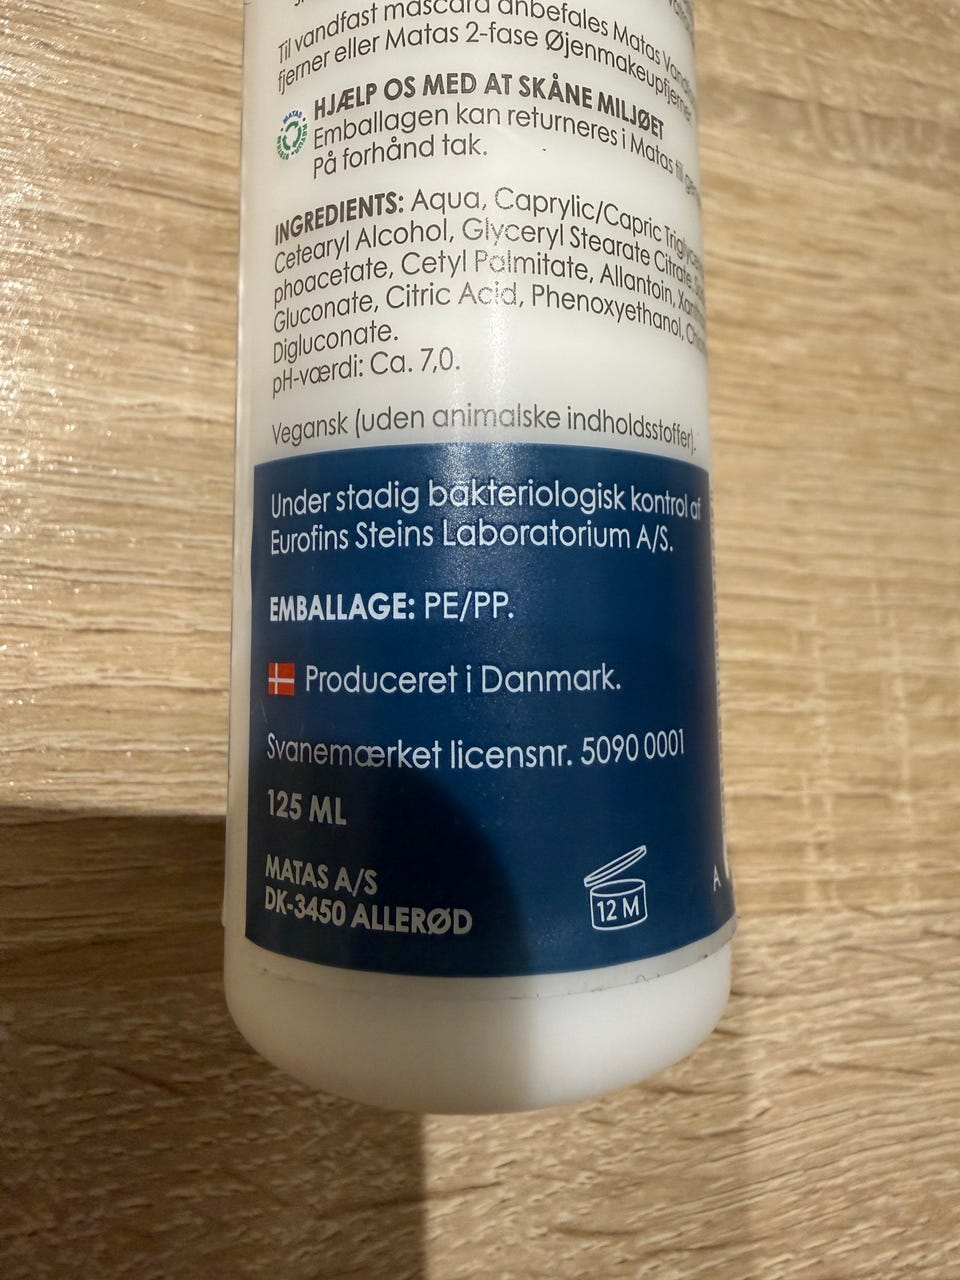 Til vandfast mascara anbefales Matas
fjerner eller Matas 2-fase Øjenmakeupfjerner
HJÆLP OS MED AT SKÅNE MILJØET
MATAS
Emballagen kan returneres i Matas til
På forhånd tak.
INGREDIENTS: Aqua, Caprylic/Capric
Cetearyl Alcohol, Glyceryl Stearate Citrate,
phoacetate, Cetyl Palmitate, Allantoin,
Gluconate, Citric Acid, Phenoxyethanol,
Digluconate.
pH-værdi: Ca. 7,0.
Vegansk (uden animalske indholdsstoffer).
Under stadig bakteriologisk kontrol af
Eurofins Steins Laboratorium A/S.
EMBALLAGE: PE/PP.
Produceret i Danmark.
Svanemærket licensnr. 5090 0001
125 ML
MATAS A/S
DK-3450 ALLERØD
12 M
A